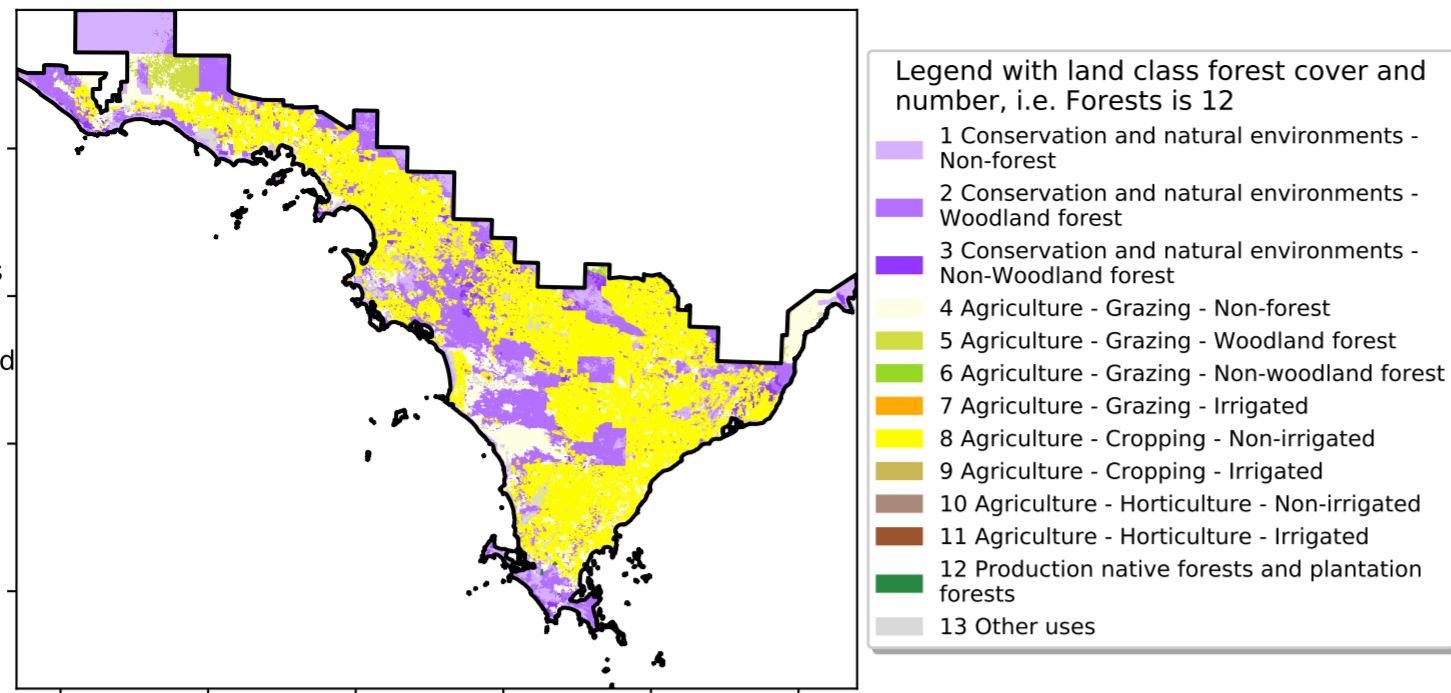 s
d
Legend with land class forest cover and
number, i.e. Forests is 12
1 Conservation and natural environments -
Non-forest
2 Conservation and natural environments -
Woodland forest
3 Conservation and natural environments -
Non-Woodland forest
4 Agriculture - Grazing - Non-forest
5 Agriculture - Grazing - Woodland forest
6 Agriculture - Grazing - Non-woodland forest
7 Agriculture - Grazing - Irrigated
8 Agriculture - Cropping - Non-irrigated
9 Agriculture - Cropping - Irrigated
10 Agriculture - Horticulture - Non-irrigated
11 Agriculture - Horticulture - Irrigated
12 Production native forests and plantation
forests
13 Other uses